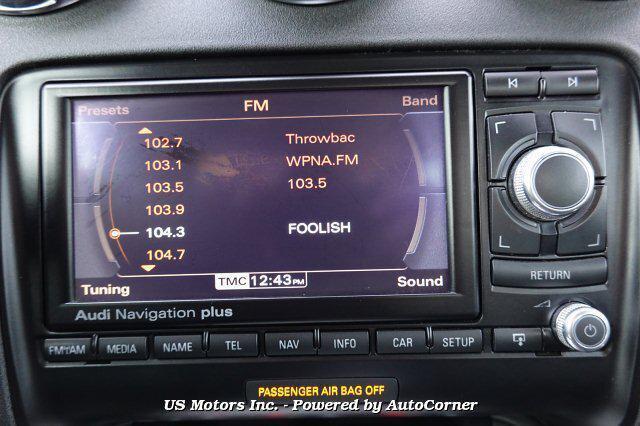 Presets FM Band
102.7 Throwbac
103.1 WPNA.FM
103.5 103.5
103.9
104.3 FOOLISH
104.7
Tuning TMC 12:43PM Sound
Audi Navigation plus
RETURN
FM/AM MEDIA NAME TEL NAV INFO CAR SETUP
PASSENGER AIR BAG OFF
US Motors Inc. - Powered by AutoCorner